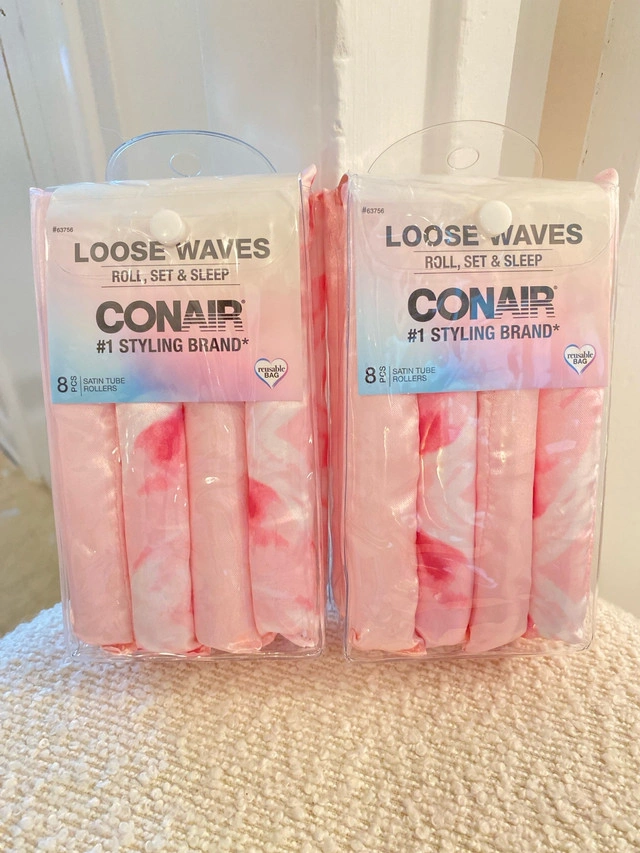 #63756
LOOSE WAVES
ROLL, SET & SLEEP
CONAIR®
#1 STYLING BRAND*
reusable
BAG
8 PCS
SATIN TUBE
ROLLERS
#63756
LOOSE WAVES
ROLL, SET & SLEEP
CONAIR®
#1 STYLING BRAND*
reusable
BAG
8 PCS
SATIN TUBE
ROLLERS